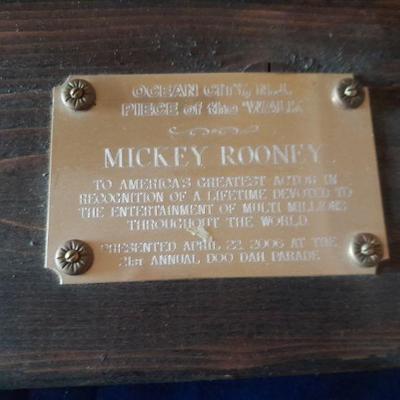 OCEAN CITY, N.J.
PIECE of the 'WALK'
MICKEY ROONEY
TO AMERICA'S GREATEST ACTOR IN
RECOGNITION OF A LIFETIME DEVOTED TO
THE ENTERTAINMENT OF MULTI MILLIONS
THROUGHOUT THE WORLD
PRESENTED APRIL 22, 2006 AT THE
21st ANNUAL DOO DAH PARADE